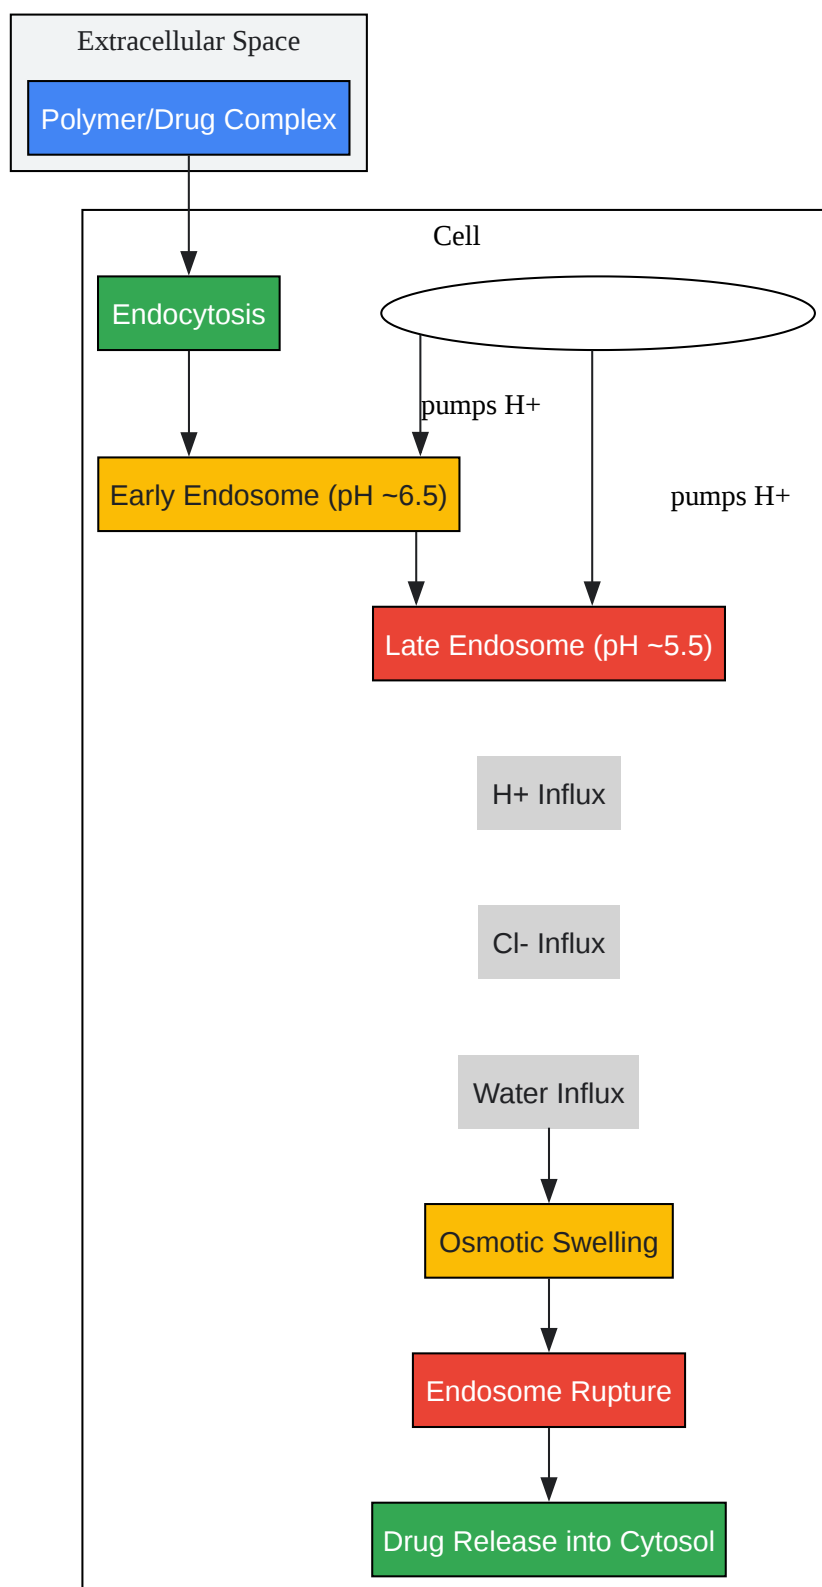 Extracellular Space
Polymer/Drug Complex
Cell
Endocytosis
pumps H+
Early Endosome (pH ~6.5)
pumps H+
Late Endosome (pH ~5.5)
H+ Influx
Cl- Influx
Water Influx
Osmotic Swelling
Endosome Rupture
Drug Release into Cytosol